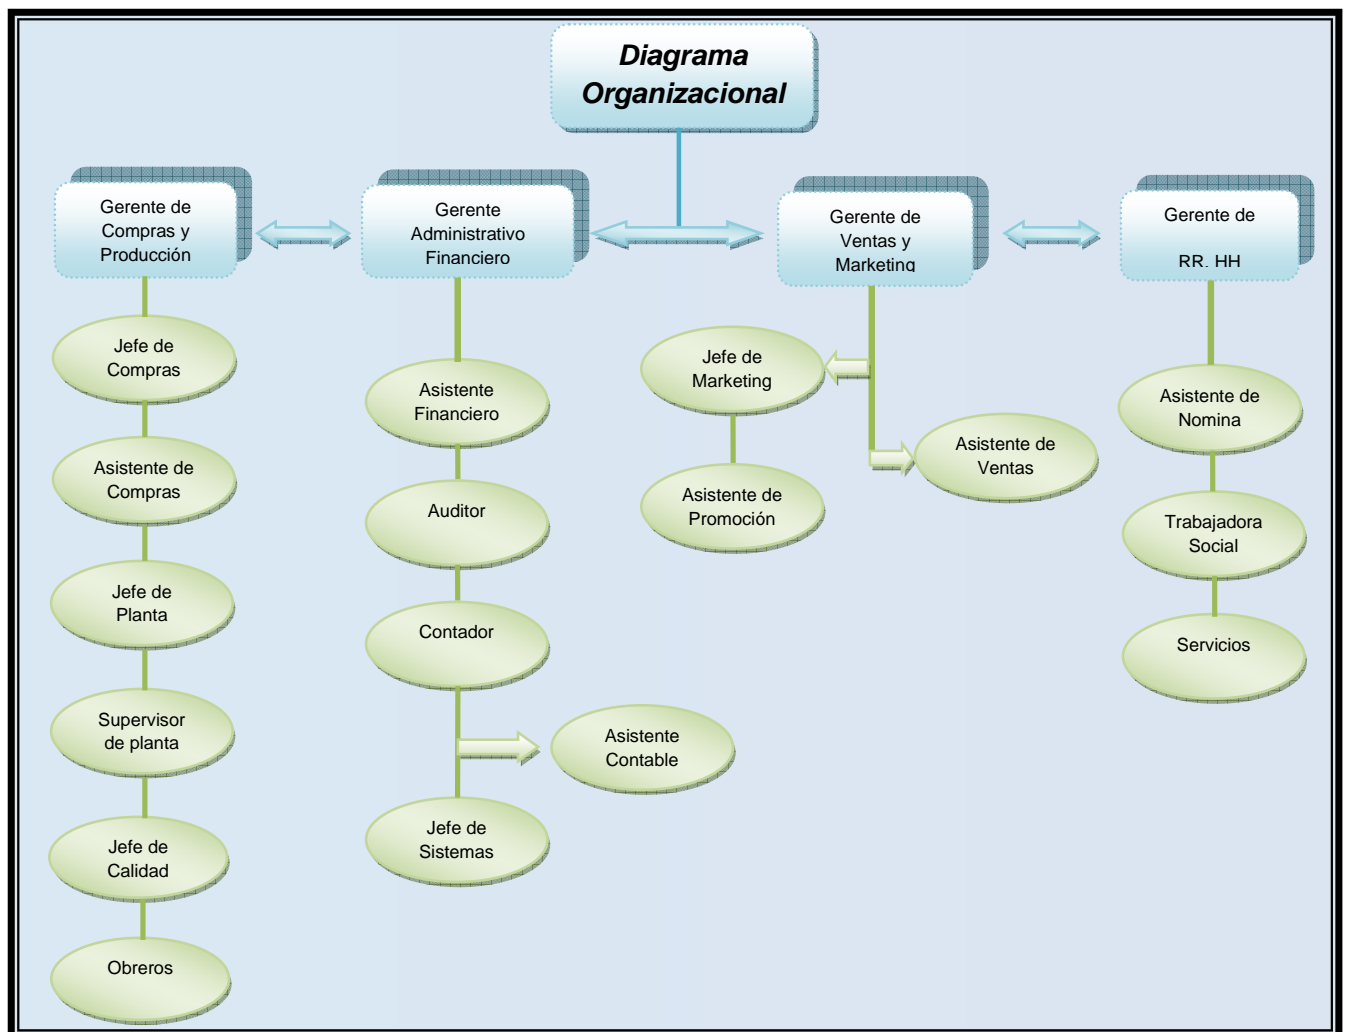 Diagrama
Organizacional
Gerente de
Compras y
Producción
Gerente
Administrativo
Financiero
Gerente de
Ventas y
Marketing
Gerente de
RR. HH
Jefe de
Compras
Asistente de
Compras
Jefe de
Planta
Supervisor
de planta
Jefe de
Calidad
Obreros
Asistente
Financiero
Auditor
Contador
Asistente
Contable
Jefe de
Sistemas
Jefe de
Marketing
Asistente de
Promoción
Asistente de
Ventas
Asistente de
Nomina
Trabajadora
Social
Servicios